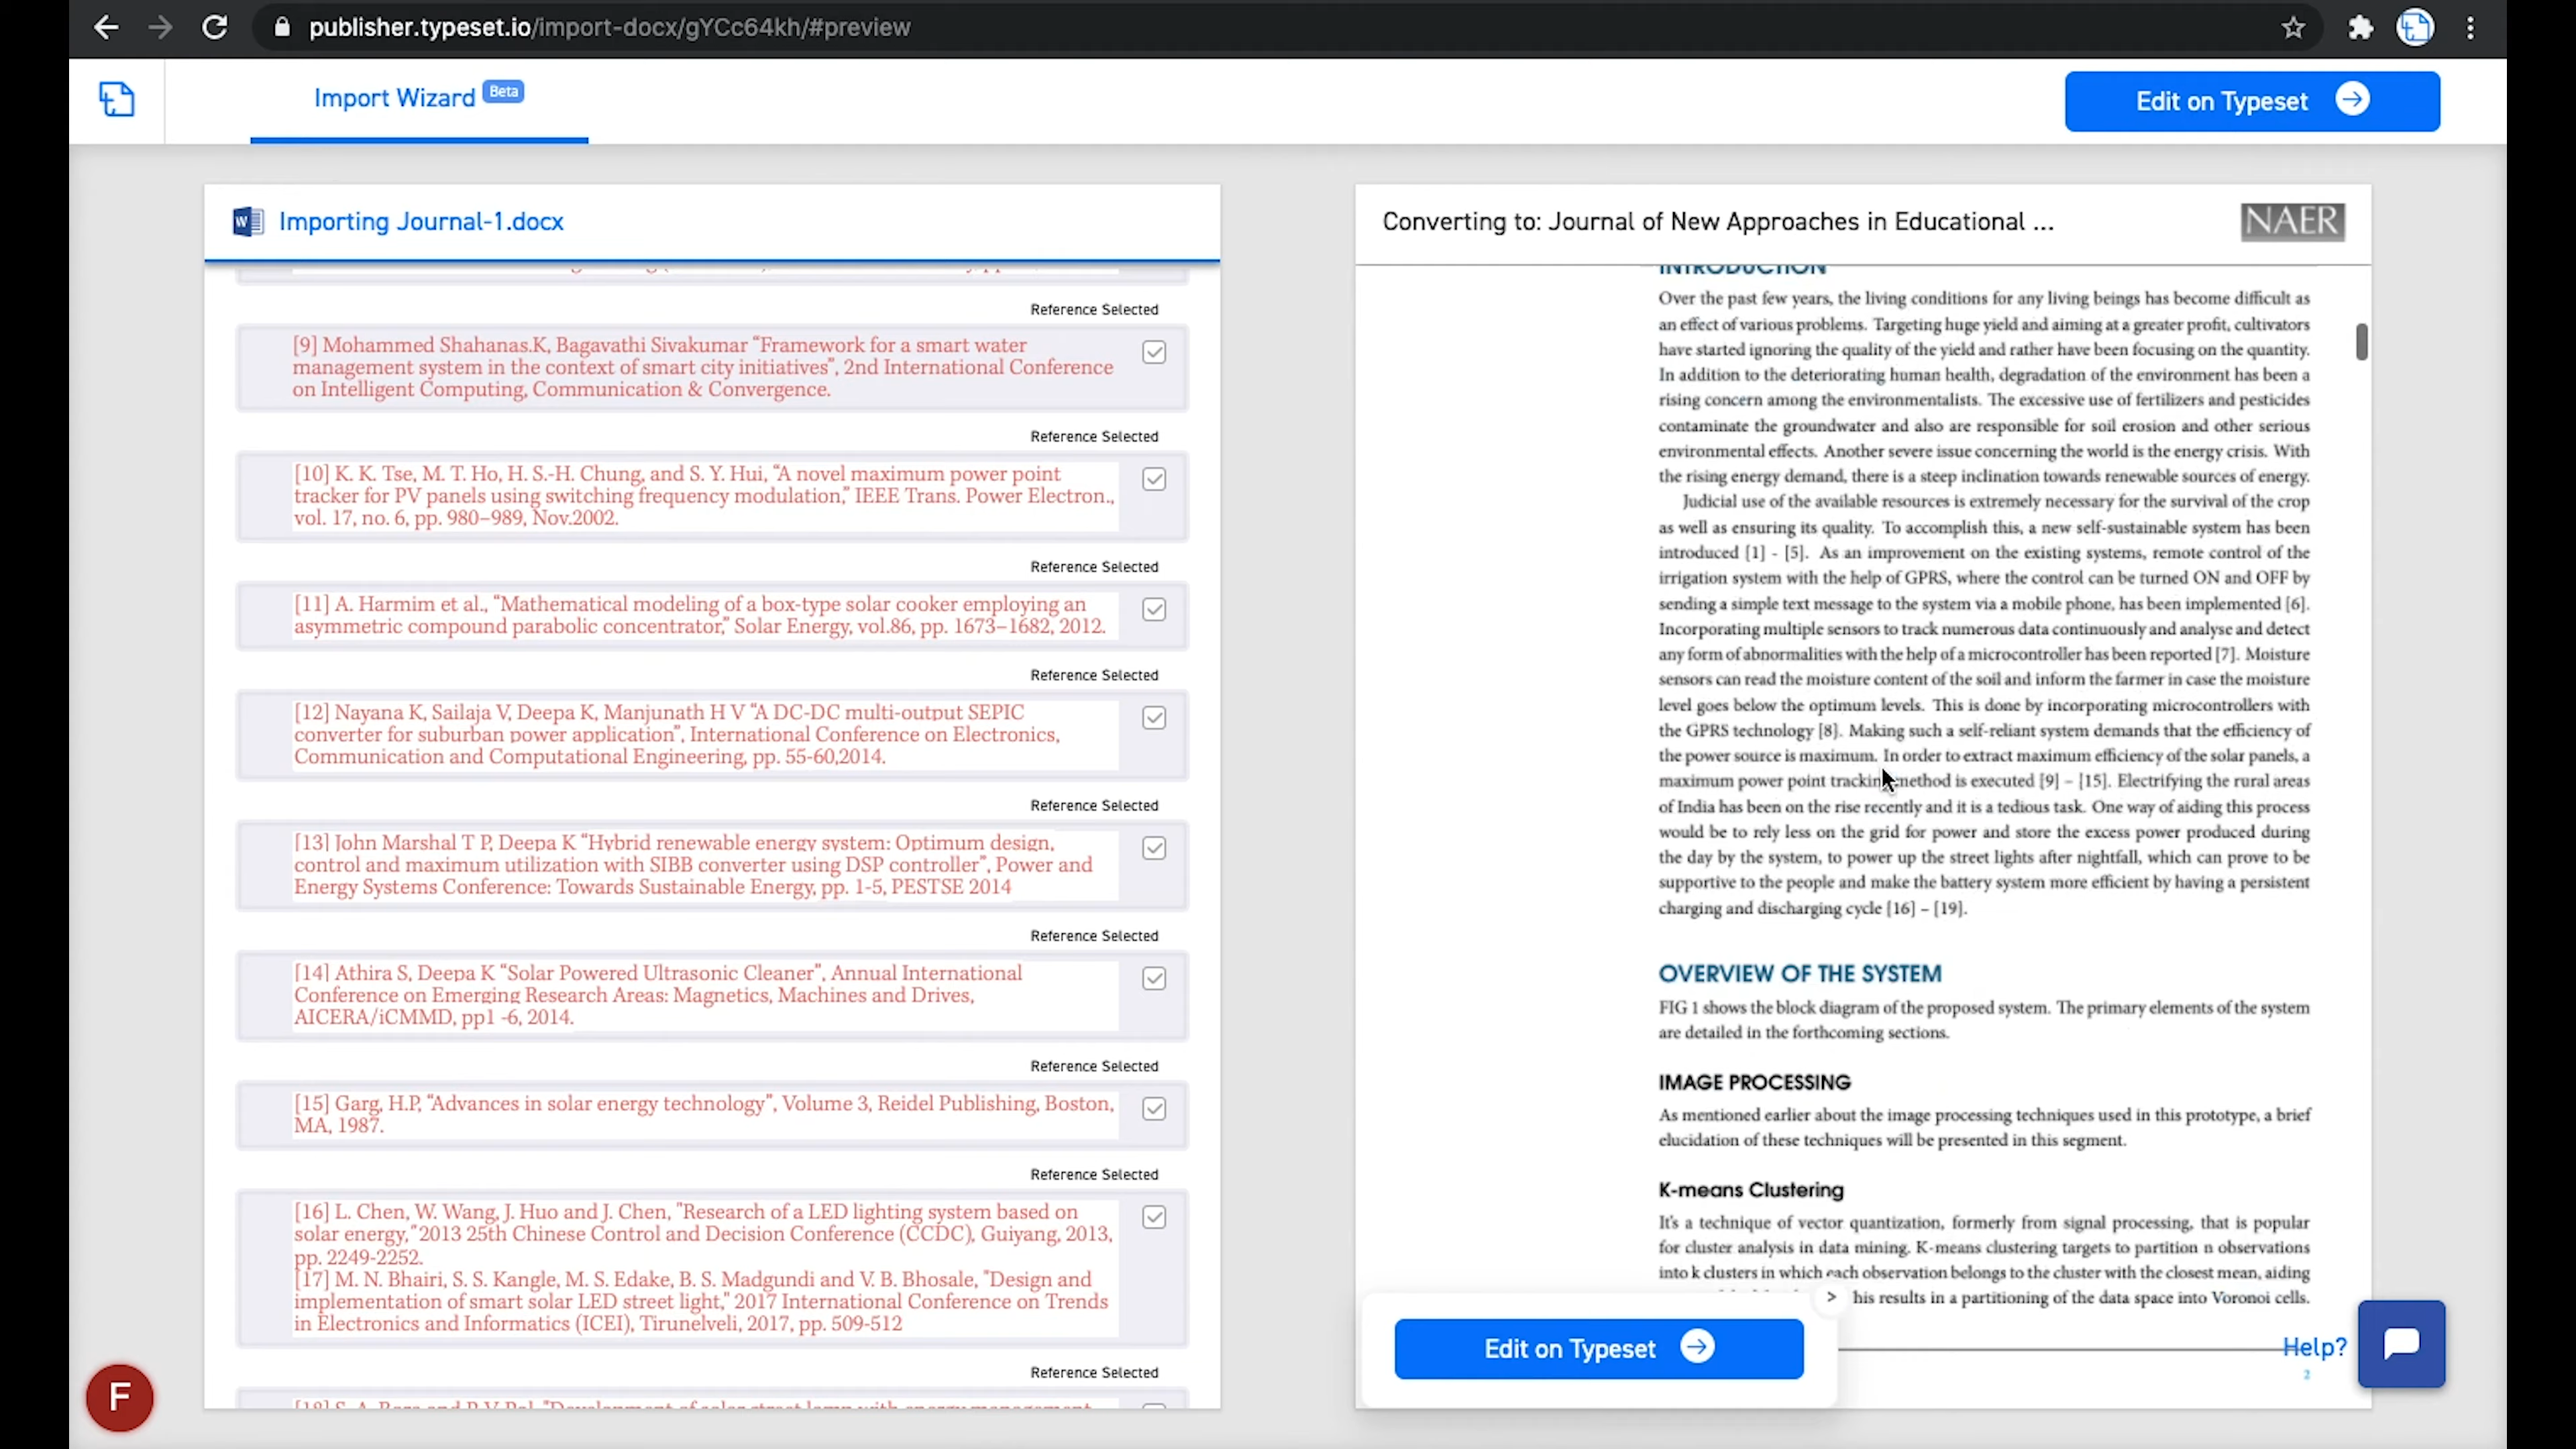 publisher.typeset.io/import-docx/gYCc64kh/#preview
Import Wizard Beta
Edit on Typeset
Importing Journal-1.docx
Reference Selected
[9] Mohammed Shahanas.K, Bagavathi Sivakumar “Framework for a smart water
management system in the context of smart city initiatives”, 2nd International Conference
on Intelligent Computing, Communication & Convergence.
Reference Selected
[10] K. K. Tse, M. T. Ho, H. S.-H. Chung, and S. Y. Hui, “A novel maximum power point
tracker for PV panels using switching frequency modulation,” IEEE Trans. Power Electron.,
vol. 17, no. 6, pp. 980–989, Nov.2002.
Reference Selected
[11] A. Harmim et al., “Mathematical modeling of a box-type solar cooker employing an
asymmetric compound parabolic concentrator,” Solar Energy, vol.86, pp. 1673–1682, 2012.
Reference Selected
[12] Nayana K, Sailaja V, Deepa K, Manjunath H V “A DC-DC multi-output SEPIC
converter for suburban power application”, International Conference on Electronics,
Communication and Computational Engineering, pp. 55-60,2014.
Reference Selected
[13] John Marshal T P, Deepa K “Hybrid renewable energy system: Optimum design,
control and maximum utilization with SIBB converter using DSP controller”, Power and
Energy Systems Conference: Towards Sustainable Energy, pp. 1-5, PESTSE 2014
Reference Selected
[14] Athira S, Deepa K “Solar Powered Ultrasonic Cleaner”, Annual International
Conference on Emerging Research Areas: Magnetics, Machines and Drives,
AICERA/iCMMD, pp1 -6, 2014.
Reference Selected
[15] Garg, H.P, “Advances in solar energy technology”, Volume 3, Reidel Publishing, Boston,
MA, 1987.
Reference Selected
[16] L. Chen, W. Wang, J. Huo and J. Chen, "Research of a LED lighting system based on
solar energy," 2013 25th Chinese Control and Decision Conference (CCDC), Guiyang, 2013,
pp. 2249-2252.
[17] M. N. Bhairi, S. S. Kangle, M. S. Edake, B. S. Madgundi and V. B. Bhosale, "Design and
implementation of smart solar LED street light," 2017 International Conference on Trends
in Electronics and Informatics (ICEI), Tirunelveli, 2017, pp. 509-512
Reference Selected
F
Converting to: Journal of New Approaches in Educational ...
NAER
INTRODUCTION
Over the past few years, the living conditions for any living beings has become difficult as
an effect of various problems. Targeting huge yield and aiming at a greater profit, cultivators
have started ignoring the quality of the yield and rather have been focusing on the quantity.
In addition to the deteriorating human health, degradation of the environment has been a
rising concern among the environmentalists. The excessive use of fertilizers and pesticides
contaminate the groundwater and also are responsible for soil erosion and other serious
environmental effects. Another severe issue concerning the world is the energy crisis. With
the rising energy demand, there is a steep inclination towards renewable sources of energy.
Judicial use of the available resources is extremely necessary for the survival of the crop
as well as ensuring its quality. To accomplish this, a new self-sustainable system has been
introduced [1] - [5]. As an improvement on the existing systems, remote control of the
irrigation system with the help of GPRS, where the control can be turned ON and OFF by
sending a simple text message to the system via a mobile phone, has been implemented [6].
Incorporating multiple sensors to track numerous data continuously and analyse and detect
any form of abnormalities with the help of a microcontroller has been reported [7]. Moisture
sensors can read the moisture content of the soil and inform the farmer in case the moisture
level goes below the optimum levels. This is done by incorporating microcontrollers with
the GPRS technology [8]. Making such a self-reliant system demands that the efficiency of
the power source is maximum. In order to extract maximum efficiency of the solar panels, a
maximum power point tracking method is executed [9] – [15]. Electrifying the rural areas
of India has been on the rise recently and it is a tedious task. One way of aiding this process
would be to rely less on the grid for power and store the excess power produced during
the day by the system, to power up the street lights after nightfall, which can prove to be
supportive to the people and make the battery system more efficient by having a persistent
charging and discharging cycle [16] – [19].
OVERVIEW OF THE SYSTEM
FIG 1 shows the block diagram of the proposed system. The primary elements of the system
are detailed in the forthcoming sections.
IMAGE PROCESSING
As mentioned earlier about the image processing techniques used in this prototype, a brief
elucidation of these techniques will be presented in this segment.
K-means Clustering
It's a technique of vector quantization, formerly from signal processing, that is popular
for cluster analysis in data mining. K-means clustering targets to partition n observations
into k clusters in which each observation belongs to the cluster with the closest mean, aiding
his results in a partitioning of the data space into Voronoi cells.
Edit on Typeset
Help?
2